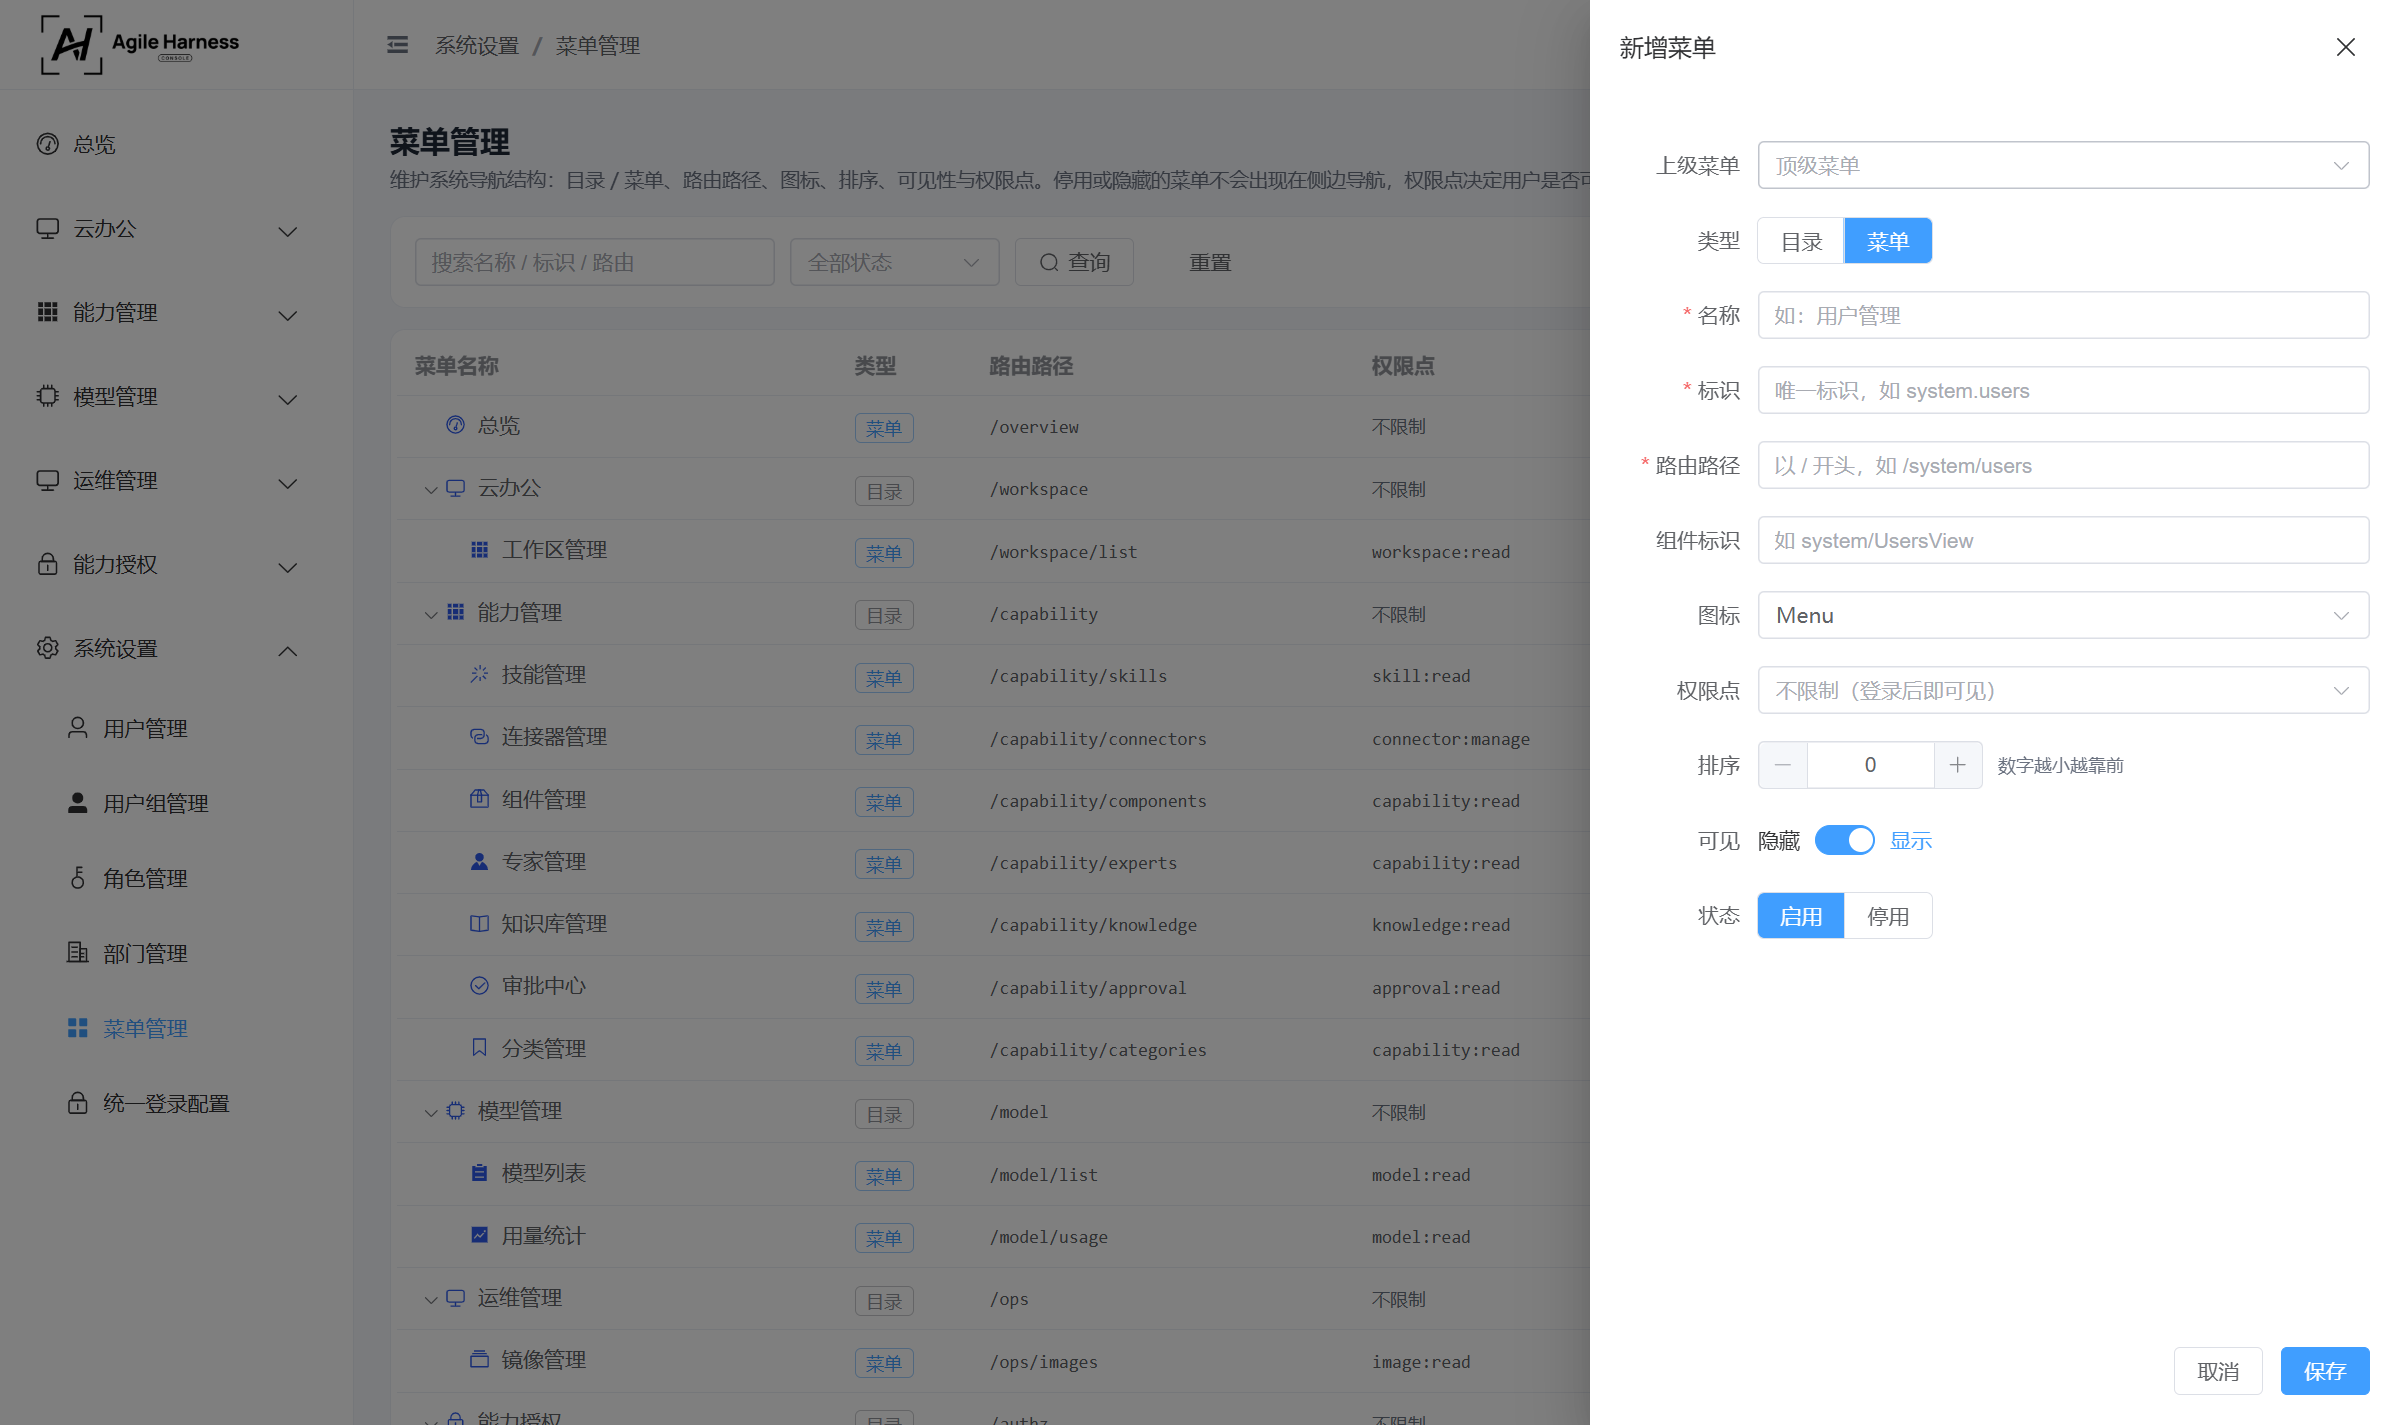 Agile Harness
CONSOLE
系统设置 / 菜单管理
总览
云办公
能力管理
模型管理
运维管理
能力授权
系统设置
用户管理
用户组管理
角色管理
部门管理
菜单管理
统一登录配置
菜单管理
维护系统导航结构：目录 / 菜单、路由路径、图标、排序、可见性与权限点。停用或隐藏的菜单不会出现在侧边导航，权限点决定用户是否可
搜索名称 / 标识 / 路由 全部状态 查询 重置
菜单名称 类型 路由路径 权限点
总览 菜单 /overview 不限制
云办公 目录 /workspace 不限制
工作区管理 菜单 /workspace/list workspace:read
能力管理 目录 /capability 不限制
技能管理 菜单 /capability/skills skill:read
连接器管理 菜单 /capability/connectors connector:manage
组件管理 菜单 /capability/components capability:read
专家管理 菜单 /capability/experts capability:read
知识库管理 菜单 /capability/knowledge knowledge:read
审批中心 菜单 /capability/approval approval:read
分类管理 菜单 /capability/categories capability:read
模型管理 目录 /model 不限制
模型列表 菜单 /model/list model:read
用量统计 菜单 /model/usage model:read
运维管理 目录 /ops 不限制
镜像管理 菜单 /ops/images image:read
能力授权 目录 /authz 不限制
新增菜单
上级菜单 顶级菜单
类型 目录 菜单
* 名称 如：用户管理
* 标识 唯一标识，如 system.users
* 路由路径 以 / 开头，如 /system/users
组件标识 如 system/UsersView
图标 Menu
权限点 不限制（登录后即可见）
排序 0 数字越小越靠前
可见 隐藏 显示
状态 启用 停用
取消 保存